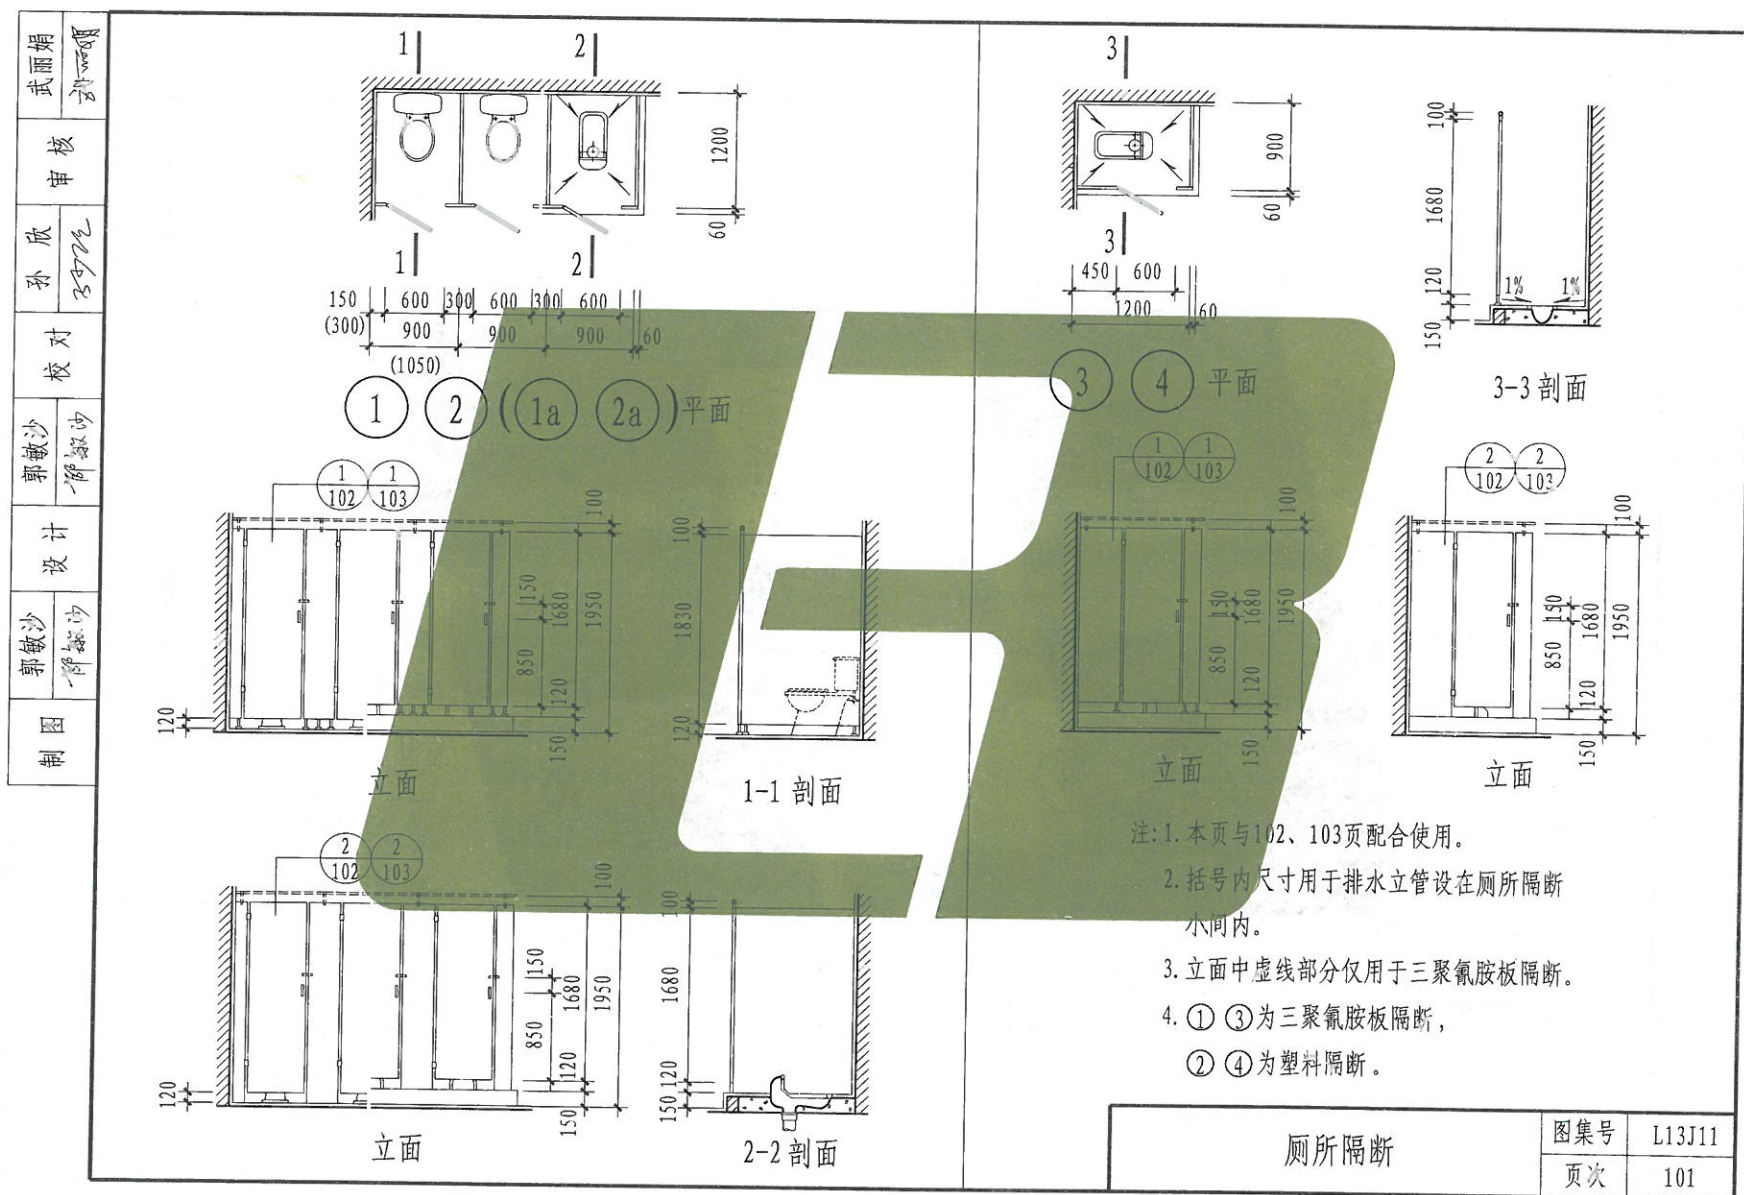 武丽娟
审核
孙欣
校对
郭敏沙
设计
郭敏沙
制图
1 2
1200
60
1 2
150 600 300 600 300 600
(300) 900 900 900 60
(1050)
① ② (1a 2a) 平面
3
900
60
3
450 600
1200 60
③ ④ 平面
100
1680
120
150
1% 1%
3-3 剖面
1 1
102 103
100
150
1680
1950
850
120
120
150
立面
100
1830
120
1-1 剖面
1 1
102 103
100
150
1680
1950
850
120
150
立面
2 2
102 103
100
150
1680
1950
850
120
150
立面
2 2
102 103
100
150
1680
1950
850
120
120
150
立面
100
1680
120
150
2-2 剖面
注:1.本页与102、103页配合使用。
2.括号内尺寸用于排水立管设在厕所隔断
小间内。
3.立面中虚线部分仅用于三聚氰胺板隔断。
4.① ③为三聚氰胺板隔断,
② ④为塑料隔断。
厕所隔断
图集号 L13J11
页次 101